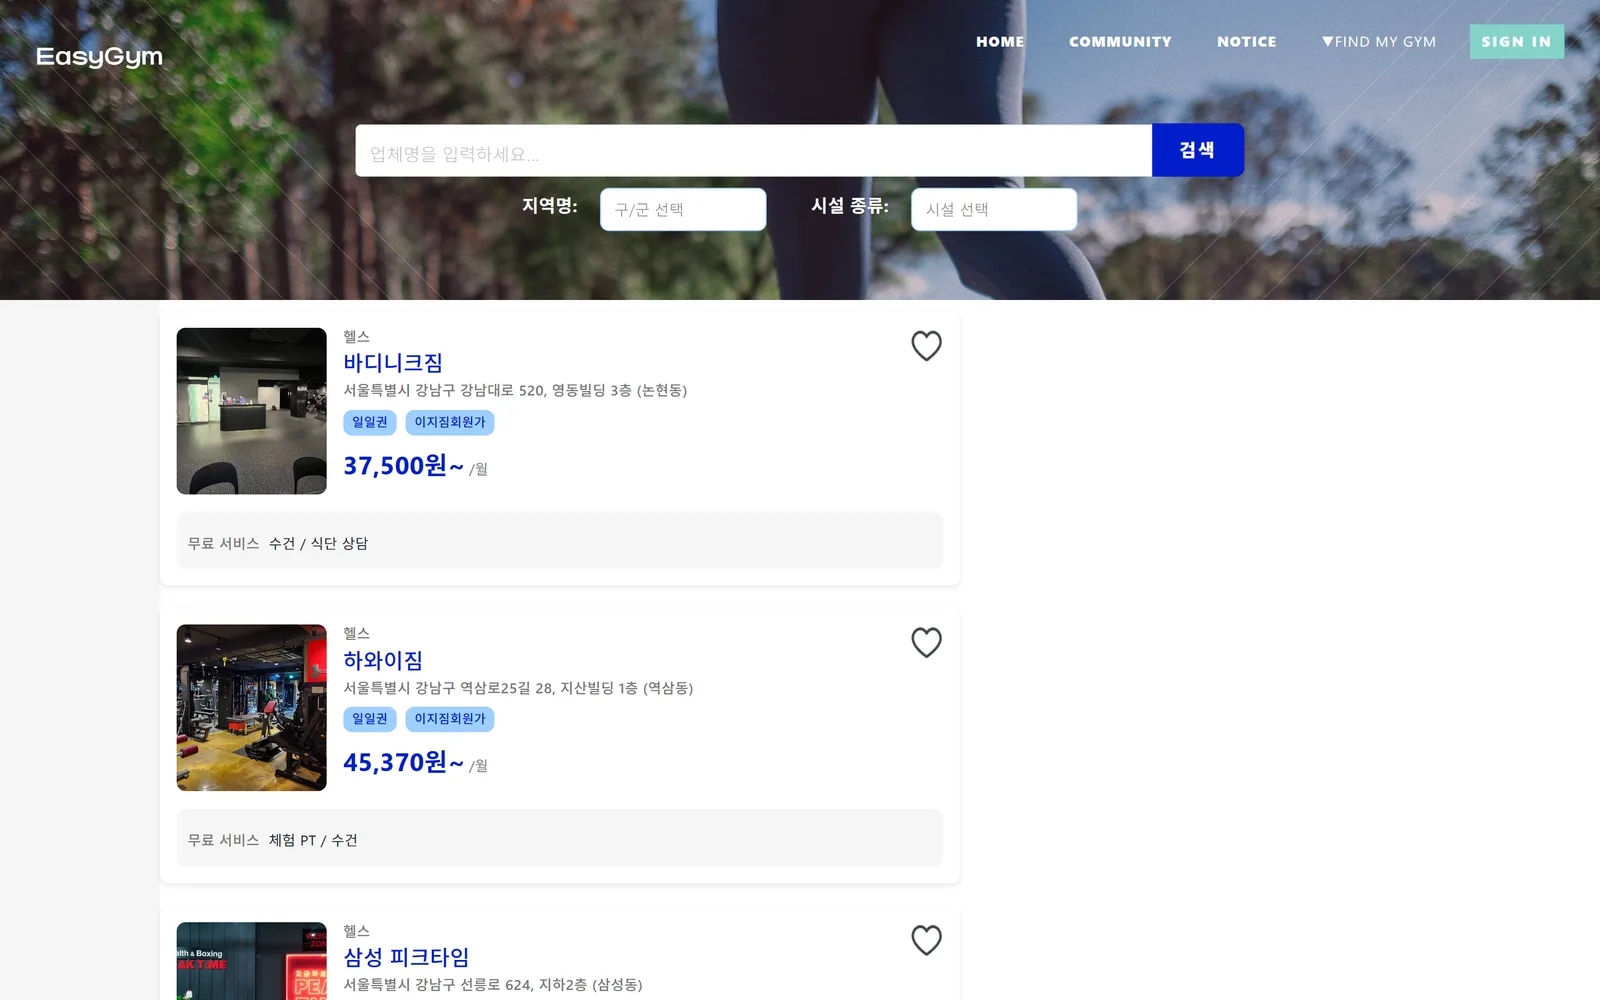 EasyGym
HOME COMMUNITY NOTICE ▼FIND MY GYM SIGN IN
업체명을 입력하세요...
검색
지역명: 구/군 선택 시설 종류: 시설 선택
헬스
바디니크짐
서울특별시 강남구 강남대로 520, 영동빌딩 3층 (논현동)
일일권 이지짐회원가
37,500원~ /월
무료 서비스 수건 / 식단 상담
헬스
하와이짐
서울특별시 강남구 역삼로25길 28, 지산빌딩 1층 (역삼동)
일일권 이지짐회원가
45,370원~ /월
무료 서비스 체험 PT / 수건
헬스
삼성 피크타임
서울특별시 강남구 선릉로 624, 지하2층 (삼성동)
& Boxing
AK TIME